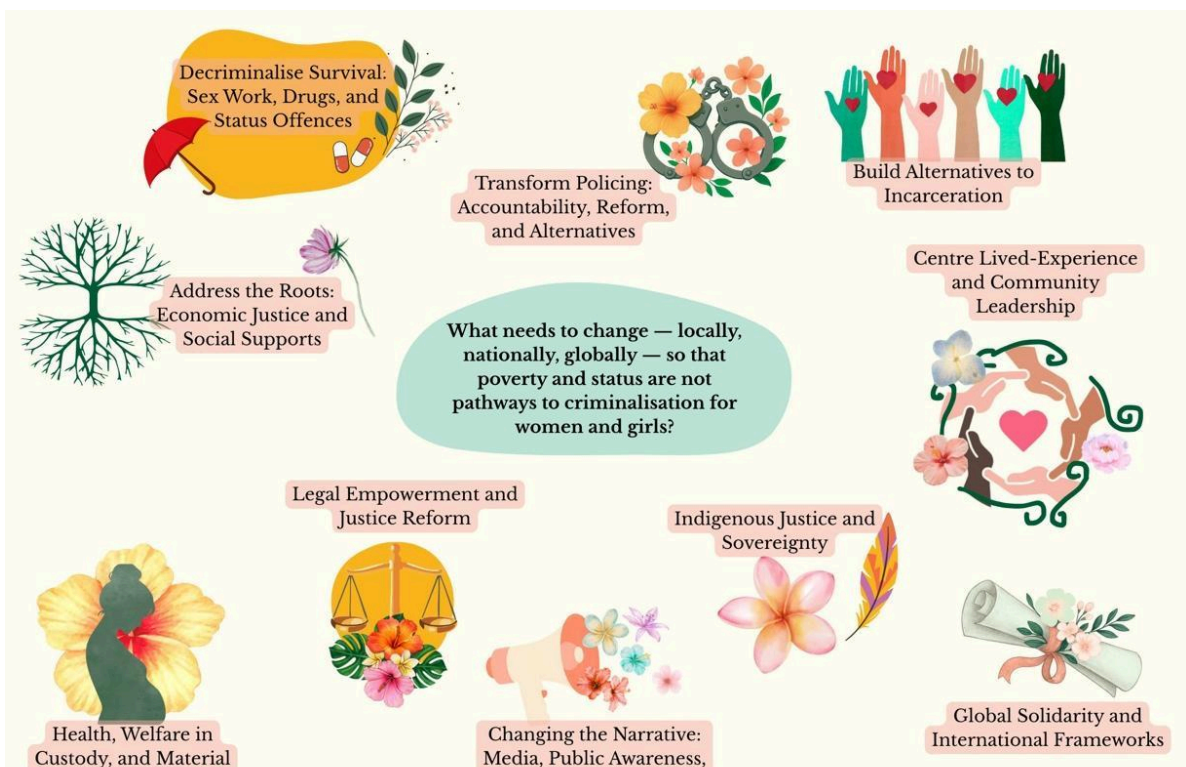 Decriminalise Survival:
Sex Work, Drugs, and
Status Offences
Transform Policing:
Accountability, Reform,
and Alternatives
Build Alternatives to
Incarceration
Address the Roots:
Economic Justice and
Social Supports
Centre Lived-Experience
and Community
Leadership
What needs to change — locally,
nationally, globally — so that
poverty and status are not
pathways to criminalisation for
women and girls?
Legal Empowerment and
Justice Reform
Indigenous Justice and
Sovereignty
Health, Welfare in
Custody, and Material
Changing the Narrative:
Media, Public Awareness,
Global Solidarity and
International Frameworks